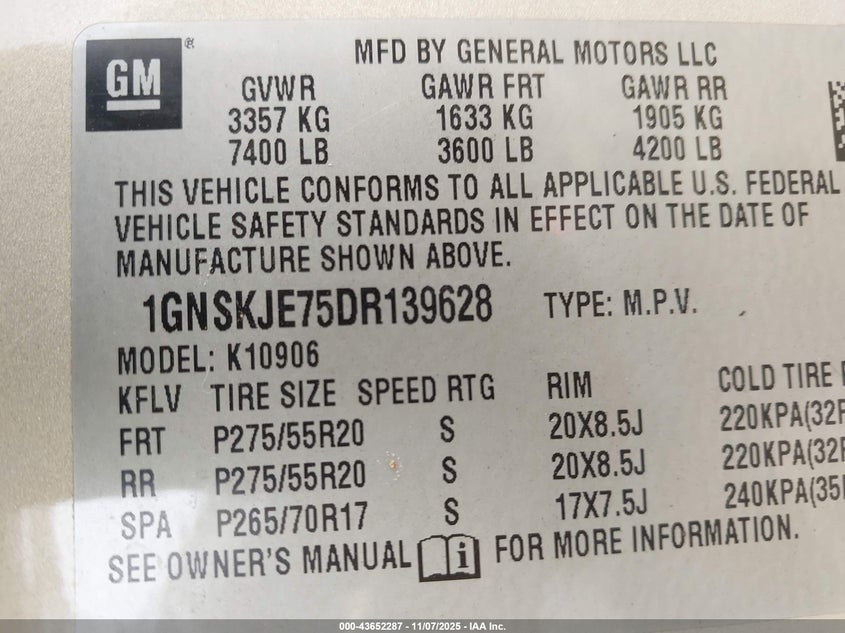 GM
®
MFD BY GENERAL MOTORS LLC
GVWR GAWR FRT GAWR RR
3357 KG 1633 KG 1905 KG
7400 LB 3600 LB 4200 LB
THIS VEHICLE CONFORMS TO ALL APPLICABLE U.S. FEDERAL
VEHICLE SAFETY STANDARDS IN EFFECT ON THE DATE OF
MANUFACTURE SHOWN ABOVE.
1GNSKJE75DR139628 TYPE: M.P.V.
MODEL: K10906
KFLV TIRE SIZE SPEED RTG RIM COLD TIRE
FRT P275/55R20 S 20X8.5J 220KPA(32
RR P275/55R20 S 20X8.5J 220KPA(32
SPA P265/70R17 S 17X7.5J 240KPA(35
SEE OWNER'S MANUAL i FOR MORE INFORMATION.
000-43652287 - 11/07/2025 - IAA Inc.